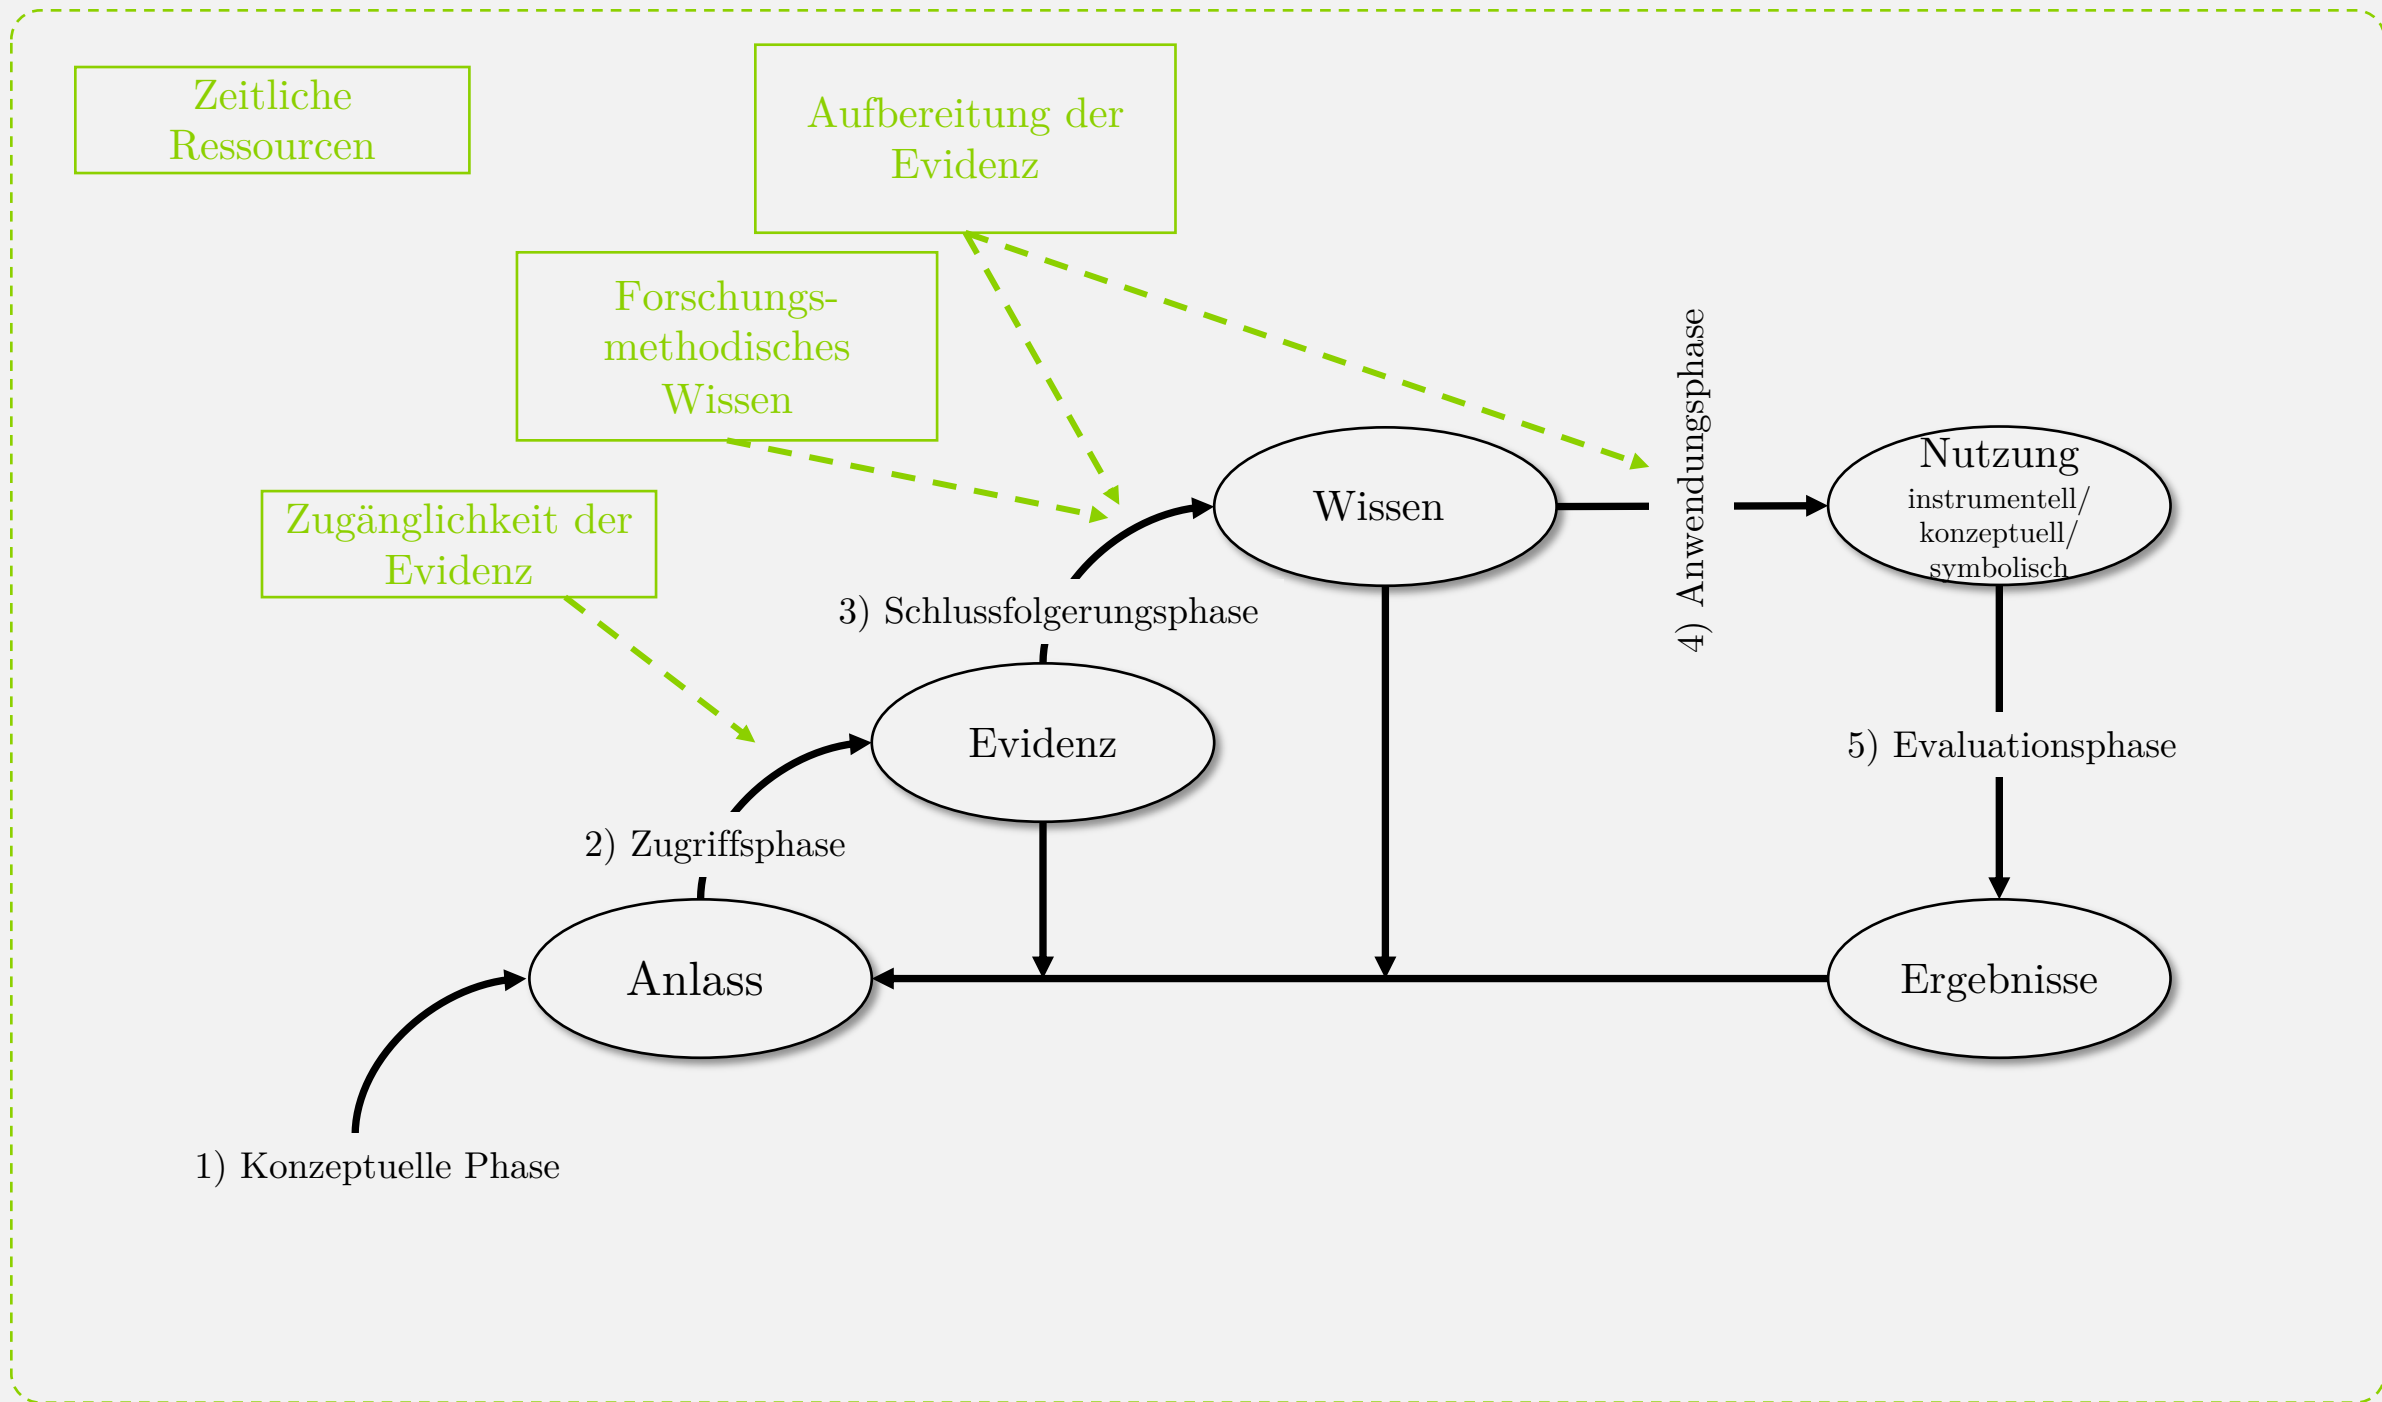 Zeitliche
Ressourcen
Aufbereitung der
Evidenz
Forschungs-
methodisches
Wissen
Zugänglichkeit der
Evidenz
4) Anwendungsphase
Wissen
Nutzung
instrumentell/
konzeptuell/
symbolisch
3) Schlussfolgerungsphase
Evidenz
5) Evaluationsphase
2) Zugriffsphase
Anlass
Ergebnisse
1) Konzeptuelle Phase